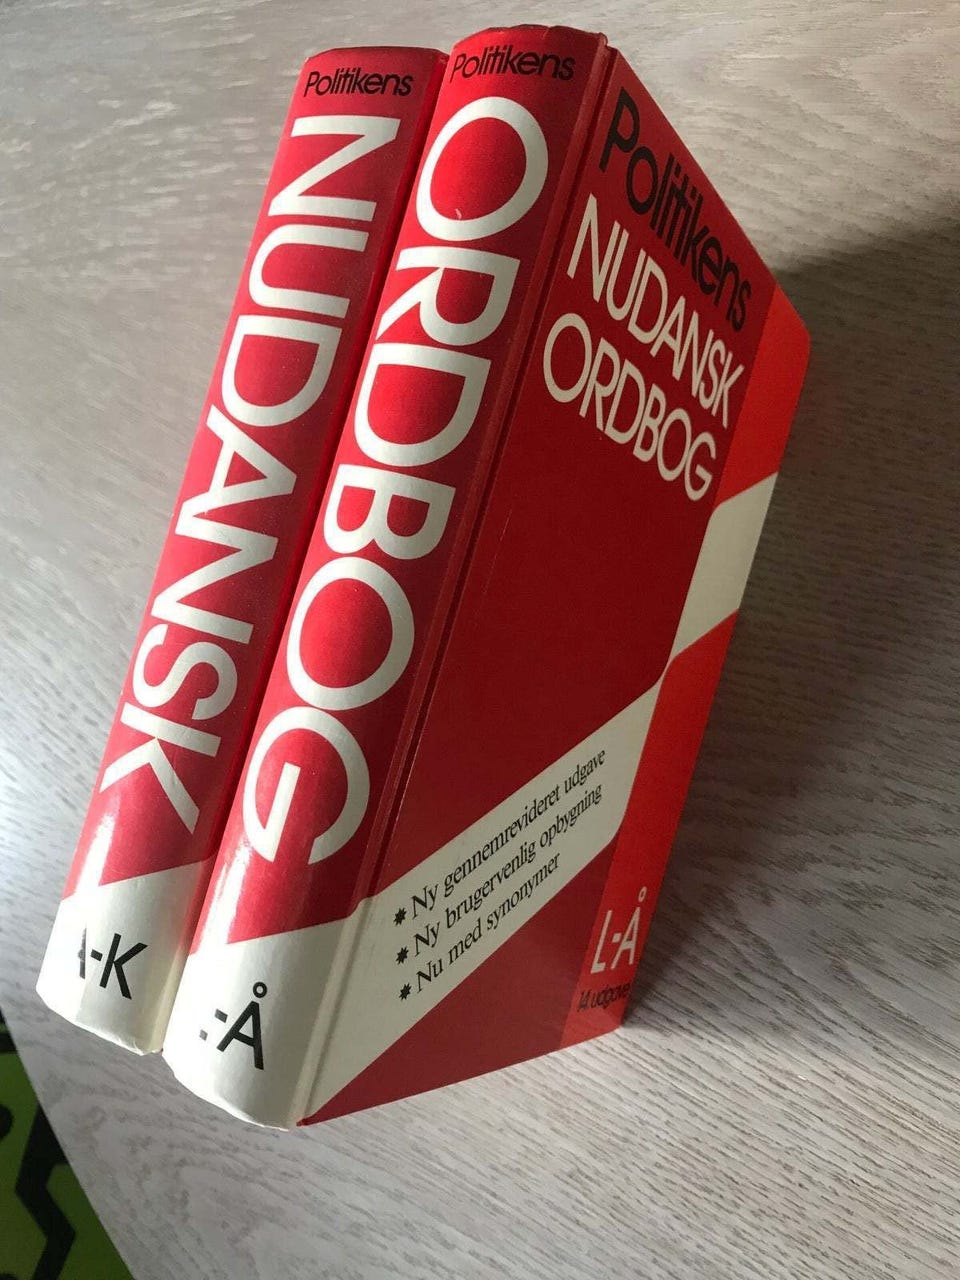 Politikens
NUDANSK
A-K
Politikens
ORDBOG
-Å
Politikens
NUDANSK
ORDBOG
* Ny gennemrevideret udgave
* Ny brugervenlig opbygning
* Nu med synonymer
L-Å
14. udgave